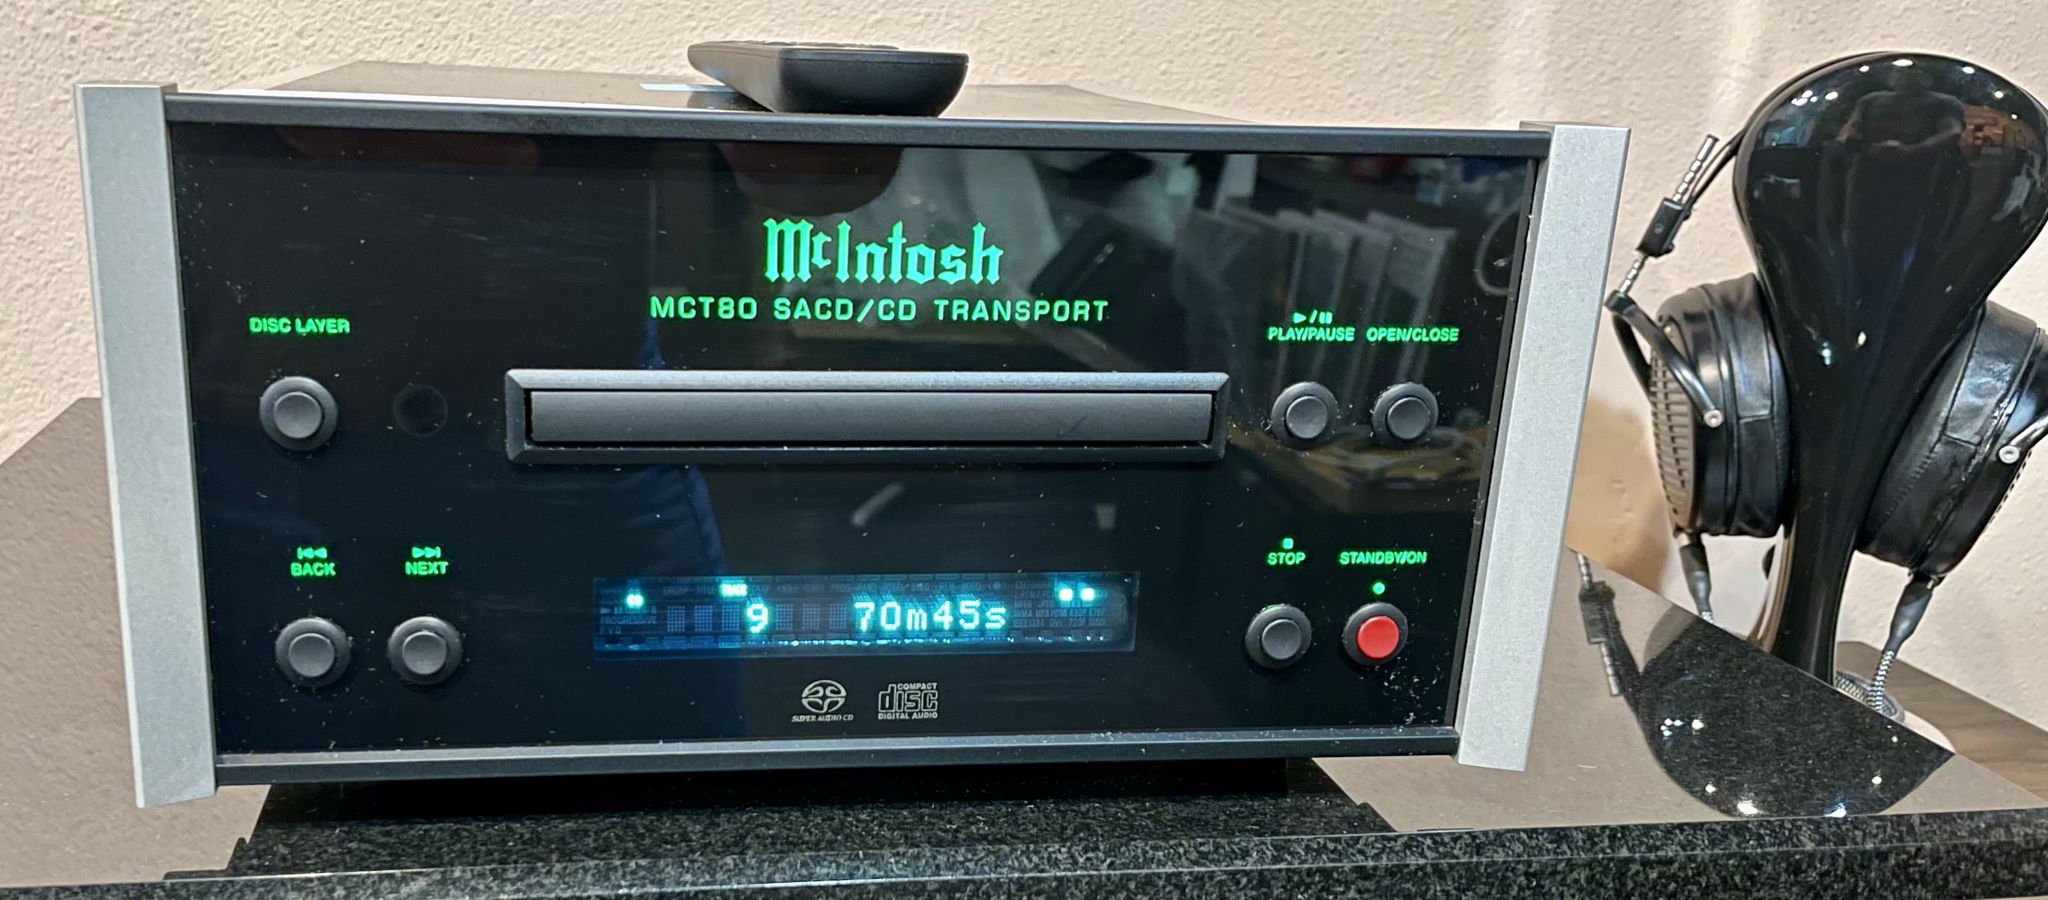 McIntosh
MCT80 SACD/CD TRANSPORT
DISC LAYER
PLAY/PAUSE OPEN/CLOSE
BACK NEXT
STOP STANDBY/ON
TRACK
9 70m45s
PROGRESSIVE
SUPER AUDIO CD
COMPACT
disc
DIGITAL AUDIO